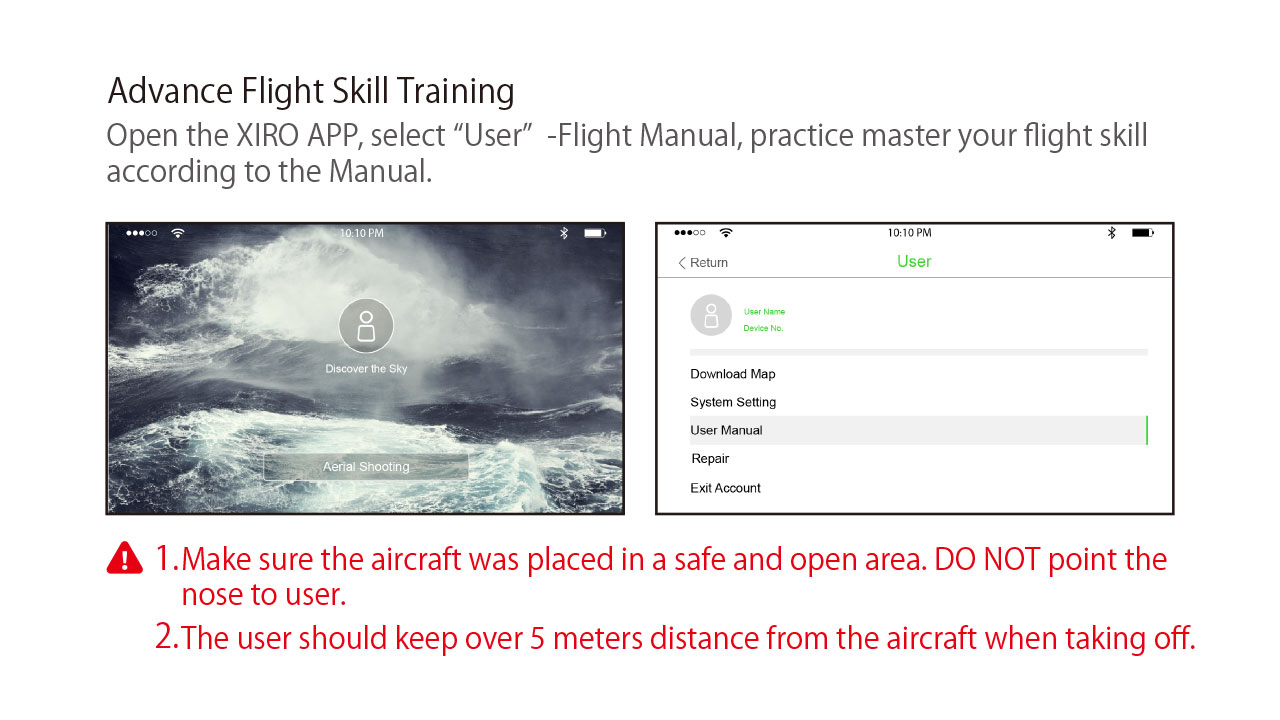 Advance Flight Skill Training
Open the XIRO APP, select “User” -Flight Manual, practice master your flight skill
according to the Manual.
10:10 PM
Discover the Sky
Aerial Shooting
10:10 PM
Return
User
User Name
Device No.
Download Map
System Setting
User Manual
Repair
Exit Account
1.Make sure the aircraft was placed in a safe and open area. DO NOT point the
nose to user.
2.The user should keep over 5 meters distance from the aircraft when taking off.